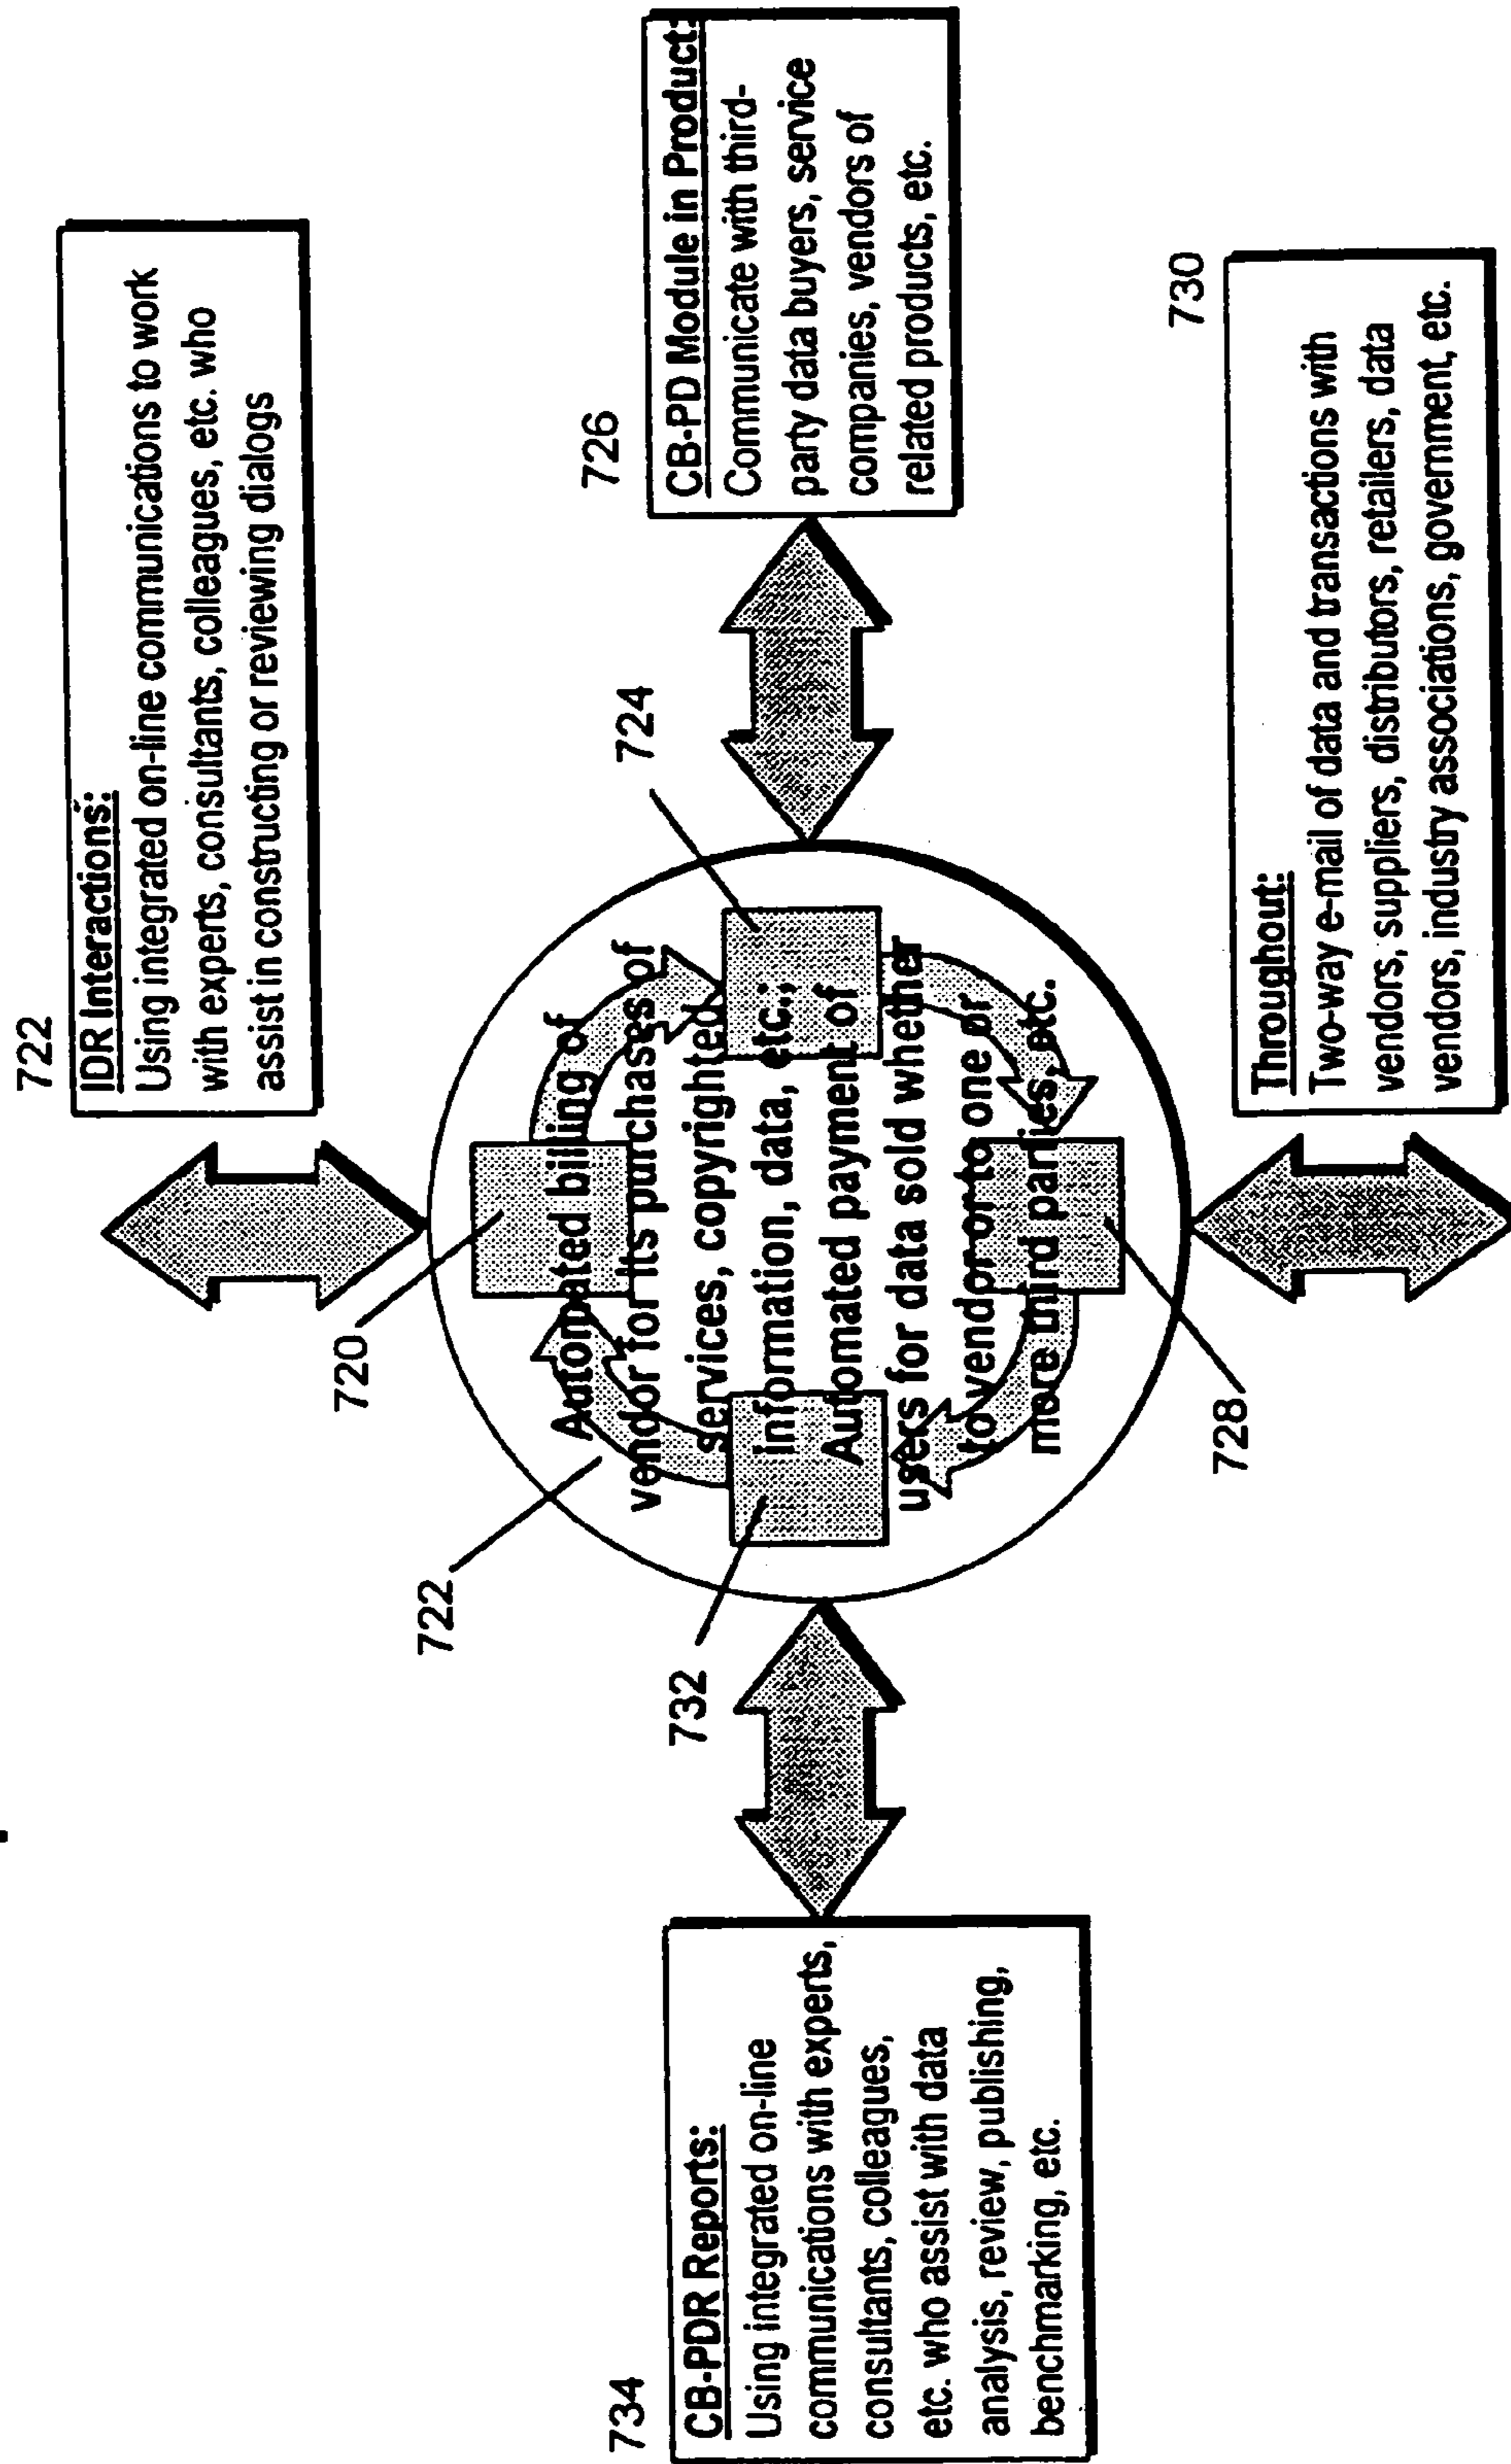 722
IDR Interactions:
Using integrated on-line communications to work
with experts, consultants, colleagues, etc. who
assist in constructing or reviewing dialogs
720
722
732
734
CB-PDR Reports:
Using integrated on-line
communications with experts,
consultants, colleagues,
etc. who assist with data
analysis, review, publishing,
benchmarking, etc.
Automated billing of
vendor for its purchases of
services, copyrighted
information, data, etc.;
Automated payment of
users for data sold whether
to vendor or to one or
more third parties, etc.
724
726
CB-PD Module in Product:
Communicate with third-
party data buyers, service
companies, vendors of
related products, etc.
728
730
Throughout:
Two-way e-mail of data and transactions with
vendors, suppliers, distributors, retailers, data
vendors, industry associations, government, etc.